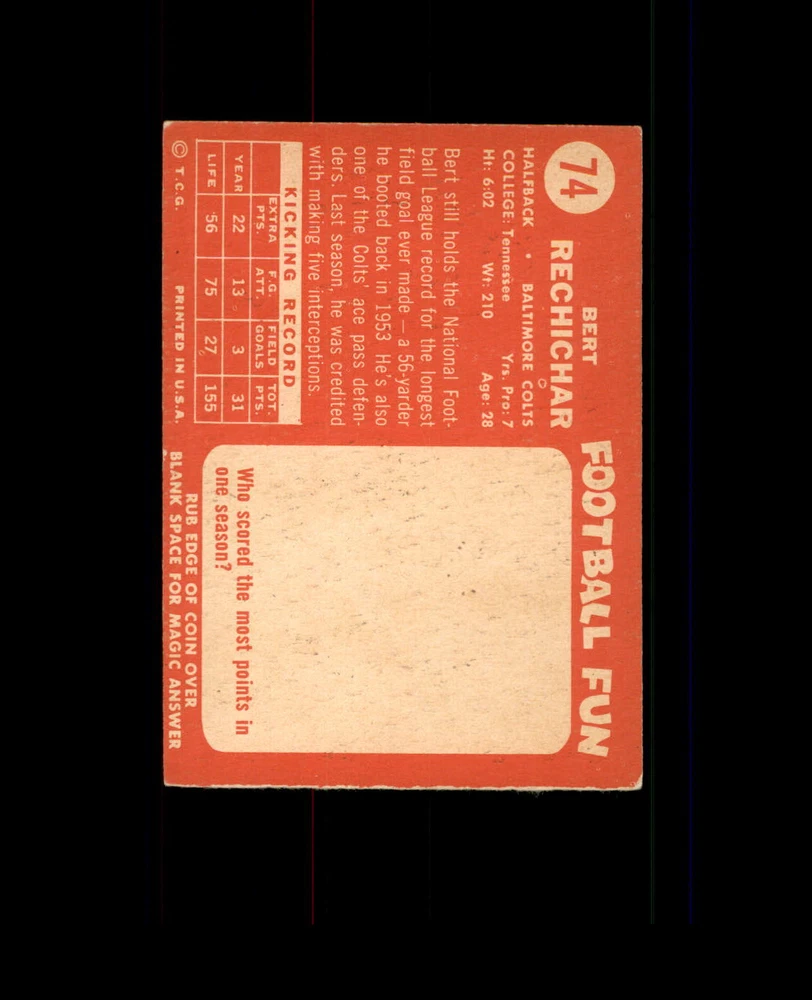 74
BERT
RECHICHAR
HALFBACK • BALTIMORE COLTS
COLLEGE: Tennessee Yrs. Pro: 7
Ht: 6:02 Wt: 210 Age: 28
Bert still holds the National Foot-
ball League record for the longest
field goal ever made — a 56-yarder
he booted back in 1953. He's also
one of the Colts' ace pass defen-
ders. Last season, he was credited
with making five interceptions.
KICKING RECORD
EXTRA PTS. F.G. ATT. FIELD GOALS TOT. PTS.
YEAR 22 13 3 31
LIFE 56 75 27 155
© T.C.G. PRINTED IN U.S.A.
FOOTBALL FUN
Who scored the most points in
one season?
RUB EDGE OF COIN OVER
BLANK SPACE FOR MAGIC ANSWER